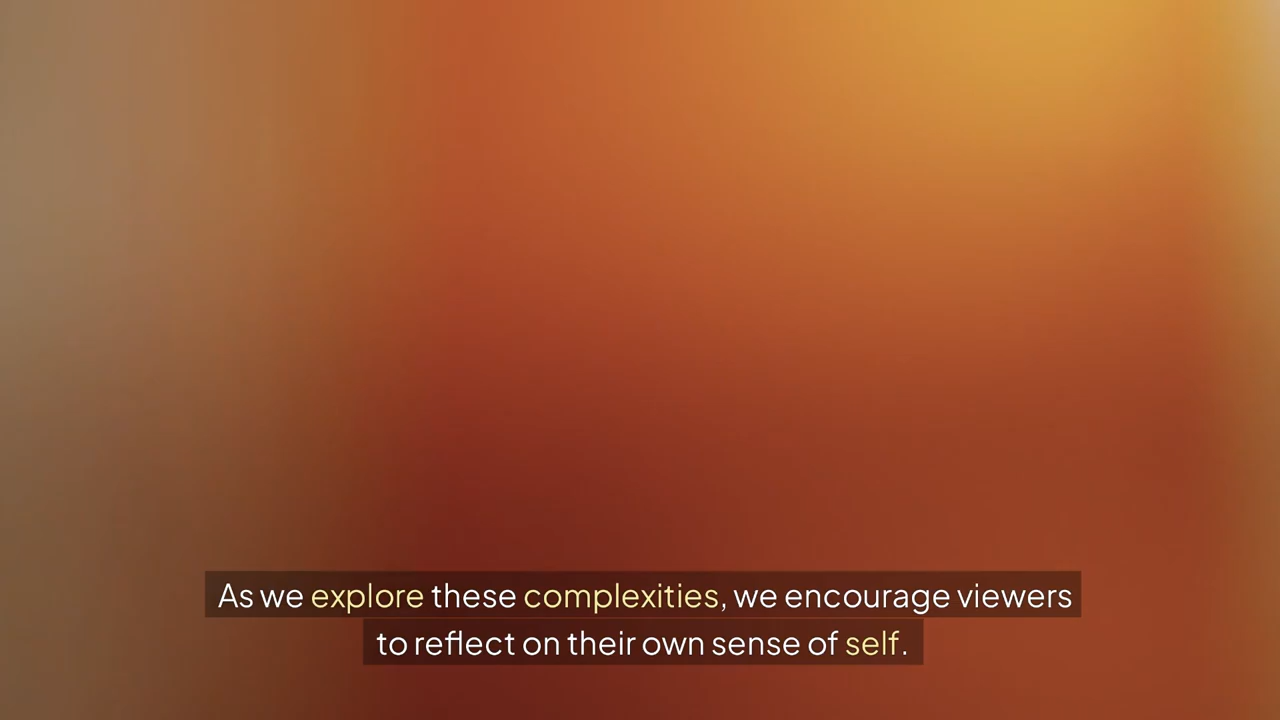 As we explore these complexities, we encourage viewers
to reflect on their own sense of self.